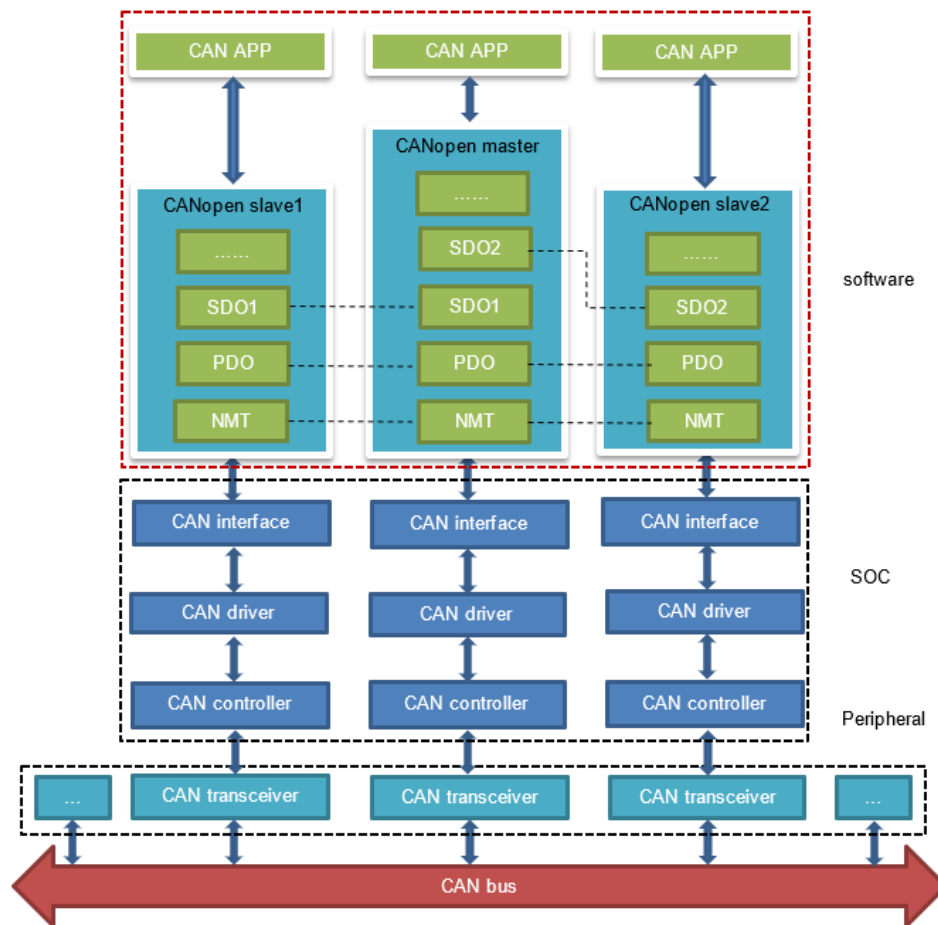 CAN APP
CAN APP
CAN APP
CANopen master
......
SDO2
SDO1
PDO
NMT
CANopen slave1
......
SDO1
PDO
NMT
CANopen slave2
......
SDO2
PDO
NMT
software
CAN interface
CAN interface
CAN interface
SOC
CAN driver
CAN driver
CAN driver
CAN controller
CAN controller
CAN controller
Peripheral
...
CAN transceiver
CAN transceiver
CAN transceiver
...
CAN bus